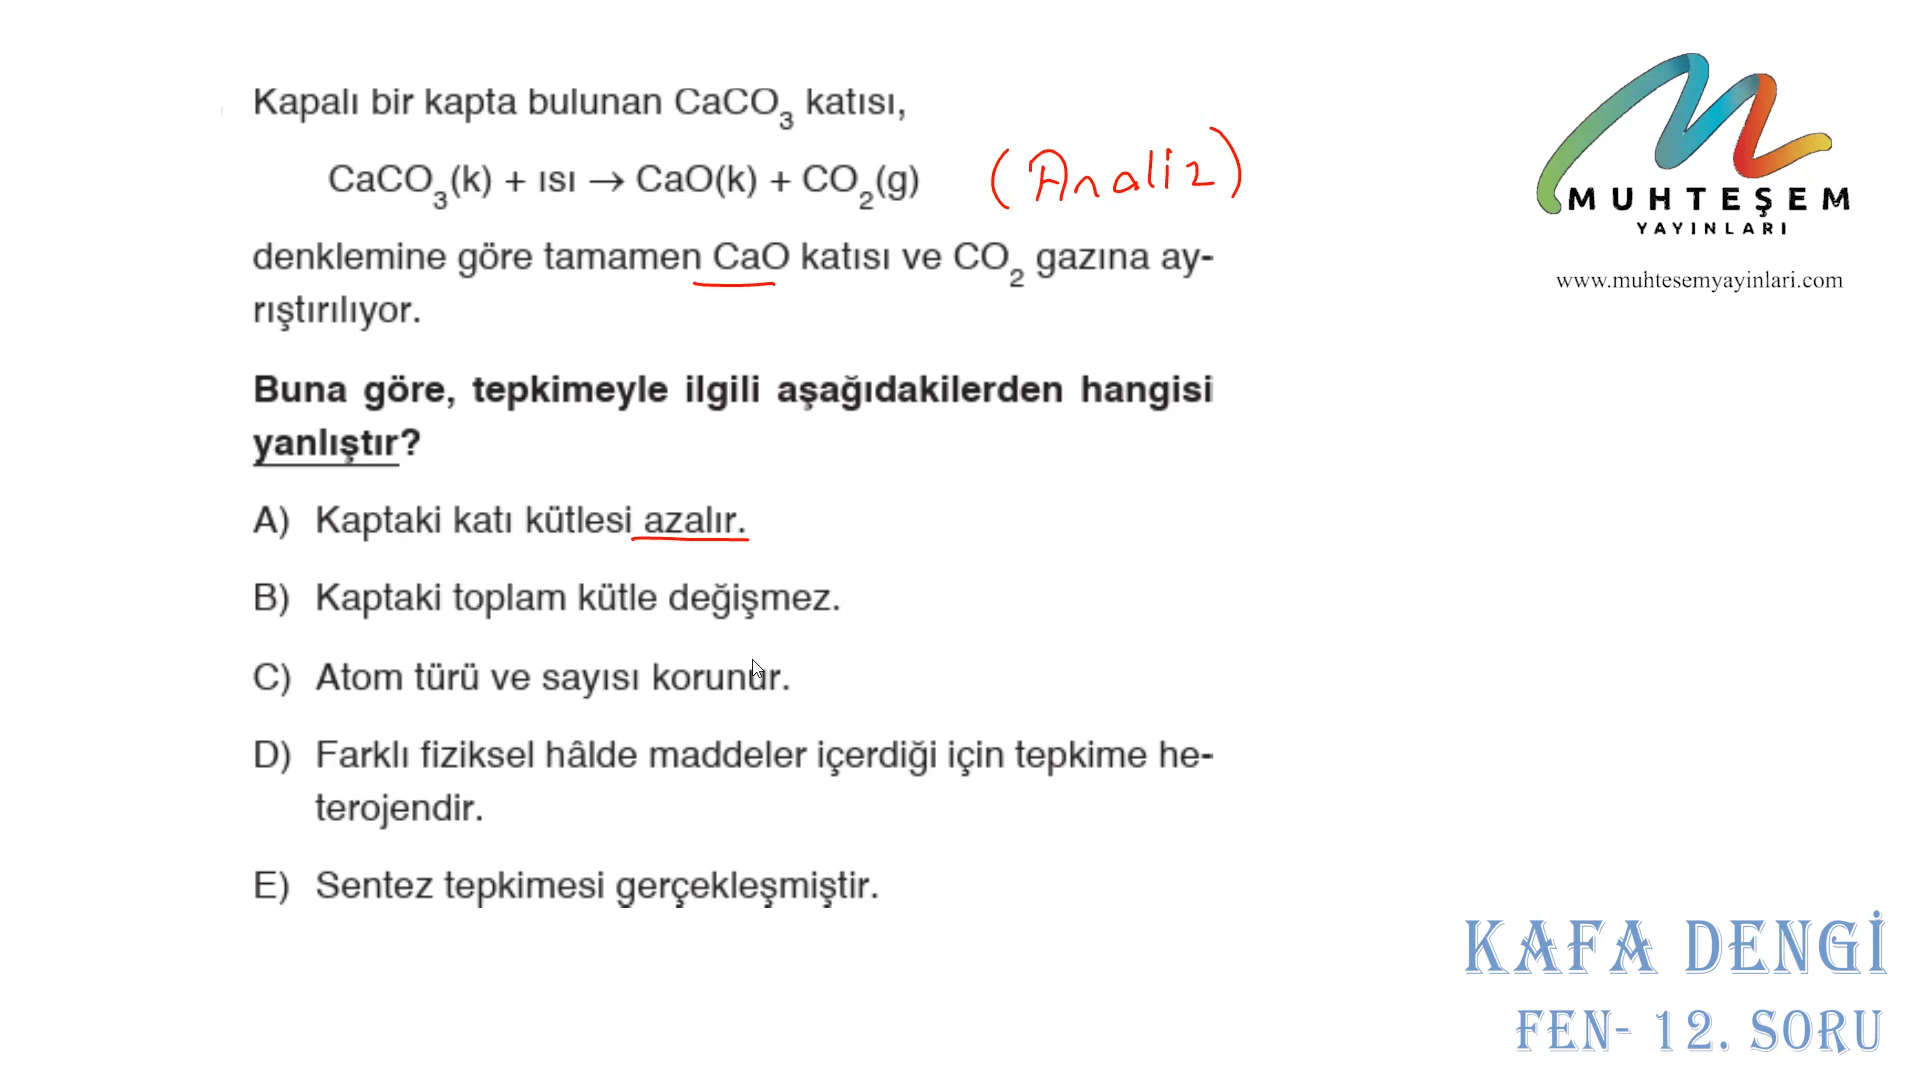 Kapalı bir kapta bulunan CaCO₃ katısı,
CaCO₃(k) + ısı → CaO(k) + CO₂(g) (Analiz)
denklemine göre tamamen CaO katısı ve CO₂ gazına ay-
rıştırılıyor.
Buna göre, tepkimeyle ilgili aşağıdakilerden hangisi
yanlıştır?
A) Kaptaki katı kütlesi azalır.
B) Kaptaki toplam kütle değişmez.
C) Atom türü ve sayısı korunur.
D) Farklı fiziksel hâlde maddeler içerdiği için tepkime he-
terojendir.
E) Sentez tepkimesi gerçekleşmiştir.
MUHTEŞEM
YAYINLARI
www.muhtesemyayinlari.com
KAFA DENGİ
FEN- 12. SORU